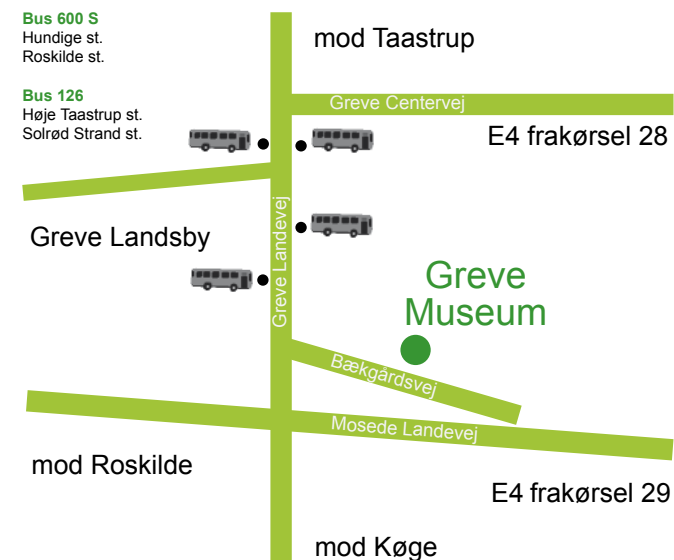 Bus 600 S
Hundige st.
Roskilde st.
Bus 126
Høje Taastrup st.
Solrød Strand st.
mod Taastrup
Greve Centervej
E4 frakørsel 28
Greve Landsby
Greve Landevej
Greve
Museum
Bækgårdsvej
Mosede Landevej
mod Roskilde
E4 frakørsel 29
mod Køge